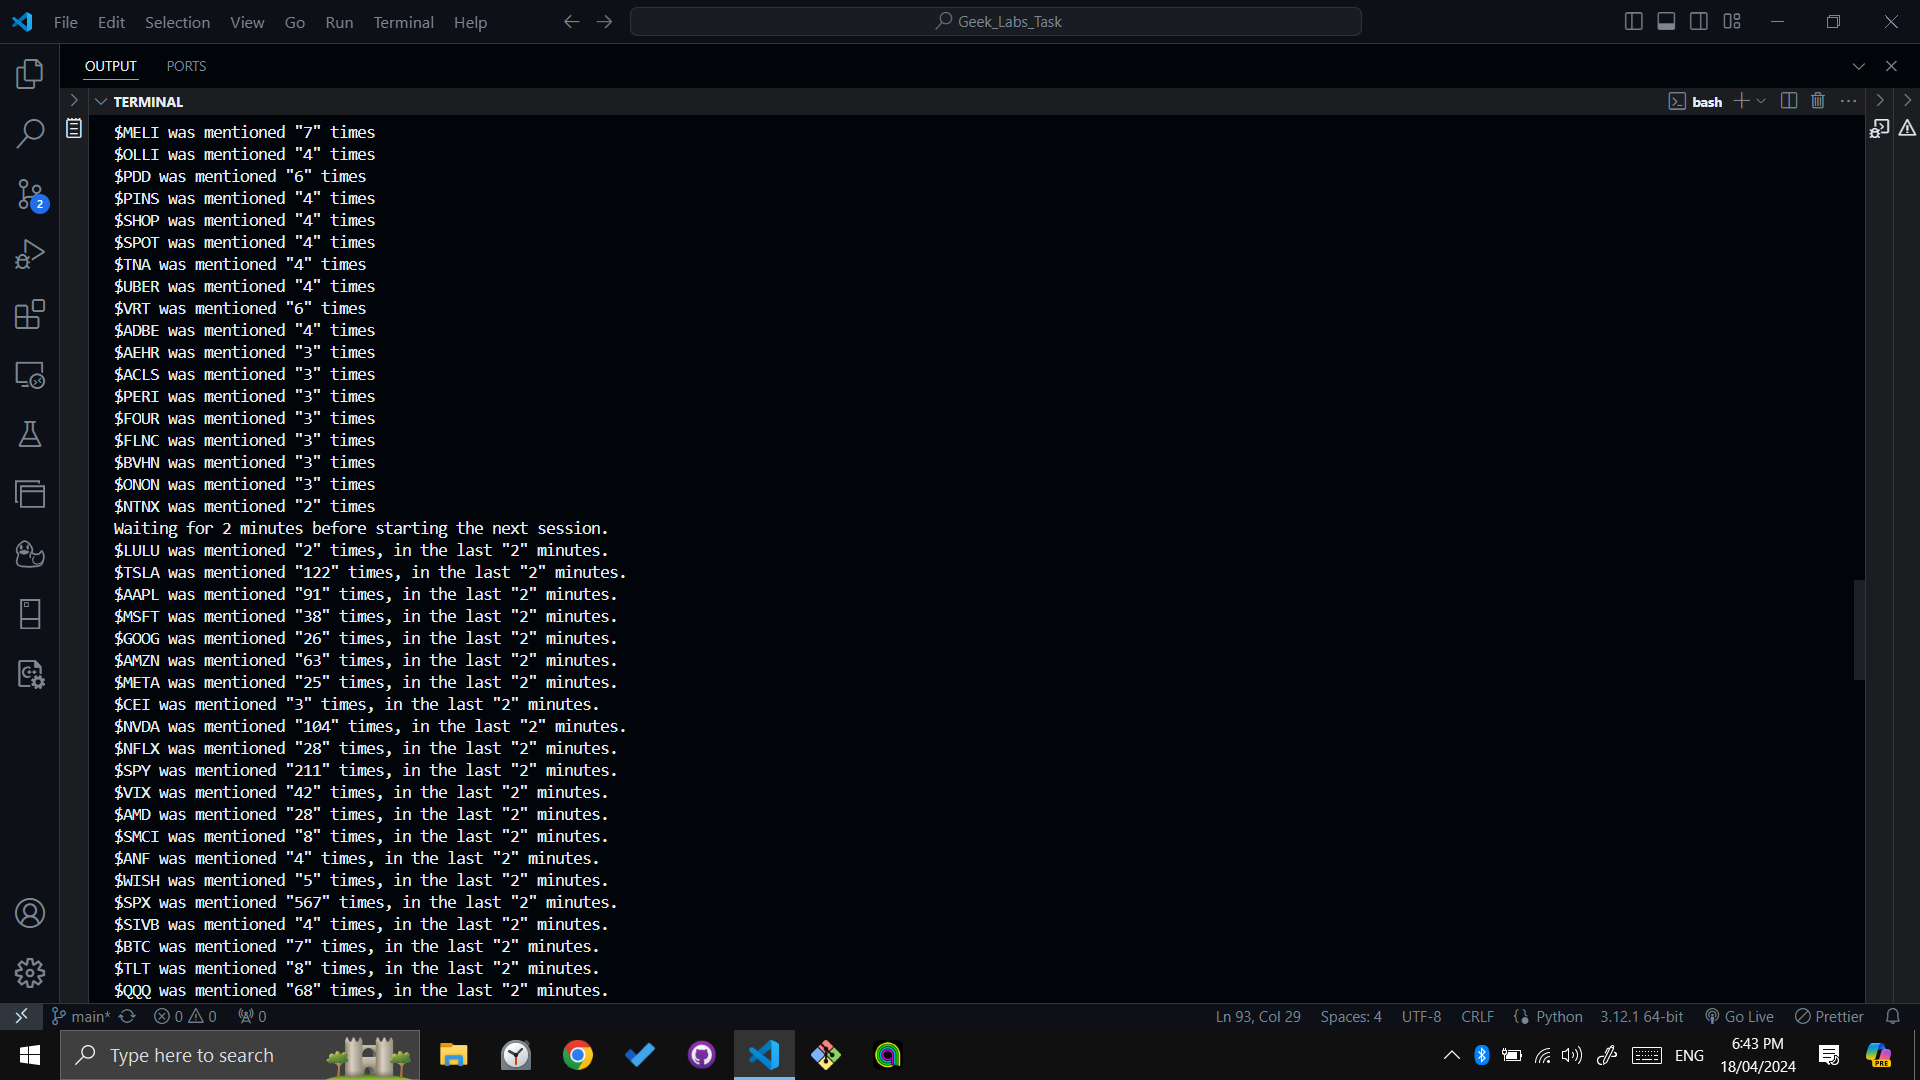 File Edit Selection View Go Run Terminal Help
Geek_Labs_Task
OUTPUT PORTS
TERMINAL
bash
$MELI was mentioned "7" times
$OLLI was mentioned "4" times
$PDD was mentioned "6" times
$PINS was mentioned "4" times
$SHOP was mentioned "4" times
$SPOT was mentioned "4" times
$TNA was mentioned "4" times
$UBER was mentioned "4" times
$VRT was mentioned "6" times
$ADBE was mentioned "4" times
$AEHR was mentioned "3" times
$ACLS was mentioned "3" times
$PERI was mentioned "3" times
$FOUR was mentioned "3" times
$FLNC was mentioned "3" times
$BVHN was mentioned "3" times
$ONON was mentioned "3" times
$NTNX was mentioned "2" times
Waiting for 2 minutes before starting the next session.
$LULU was mentioned "2" times, in the last "2" minutes.
$TSLA was mentioned "122" times, in the last "2" minutes.
$AAPL was mentioned "91" times, in the last "2" minutes.
$MSFT was mentioned "38" times, in the last "2" minutes.
$GOOG was mentioned "26" times, in the last "2" minutes.
$AMZN was mentioned "63" times, in the last "2" minutes.
$META was mentioned "25" times, in the last "2" minutes.
$CEI was mentioned "3" times, in the last "2" minutes.
$NVDA was mentioned "104" times, in the last "2" minutes.
$NFLX was mentioned "28" times, in the last "2" minutes.
$SPY was mentioned "211" times, in the last "2" minutes.
$VIX was mentioned "42" times, in the last "2" minutes.
$AMD was mentioned "28" times, in the last "2" minutes.
$SMCI was mentioned "8" times, in the last "2" minutes.
$ANF was mentioned "4" times, in the last "2" minutes.
$WISH was mentioned "5" times, in the last "2" minutes.
$SPX was mentioned "567" times, in the last "2" minutes.
$SIVB was mentioned "4" times, in the last "2" minutes.
$BTC was mentioned "7" times, in the last "2" minutes.
$TLT was mentioned "8" times, in the last "2" minutes.
$QQQ was mentioned "68" times, in the last "2" minutes.
2
main* 0 0 0 Ln 93, Col 29 Spaces: 4 UTF-8 CRLF Python 3.12.1 64-bit Go Live Prettier
Type here to search
ENG
6:43 PM
18/04/2024
PRE